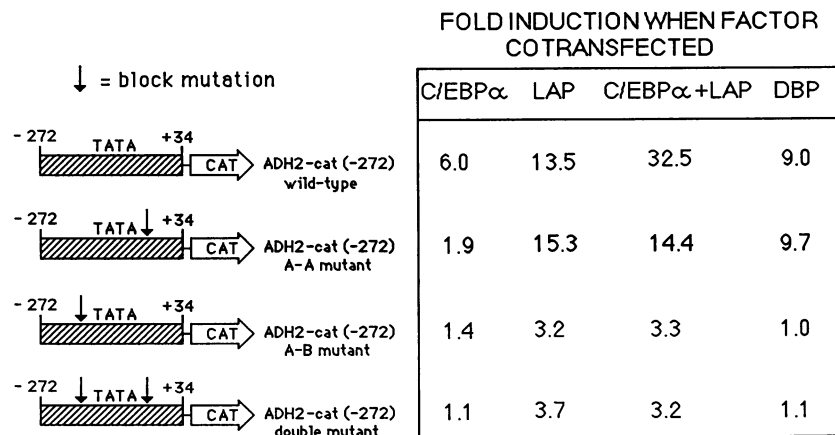 FOLD INDUCTION WHEN FACTOR
COTRANSFECTED
↓ = block mutation
C/EBPα LAP C/EBPα+LAP DBP
-272 TATA +34
CAT ADH2-cat (-272) 6.0 13.5 32.5 9.0
wild-type
-272 TATA +34
CAT ADH2-cat (-272) 1.9 15.3 14.4 9.7
A-A mutant
-272 TATA +34
CAT ADH2-cat (-272) 1.4 3.2 3.3 1.0
A-B mutant
-272 TATA +34
CAT ADH2-cat (-272) 1.1 3.7 3.2 1.1
double mutant